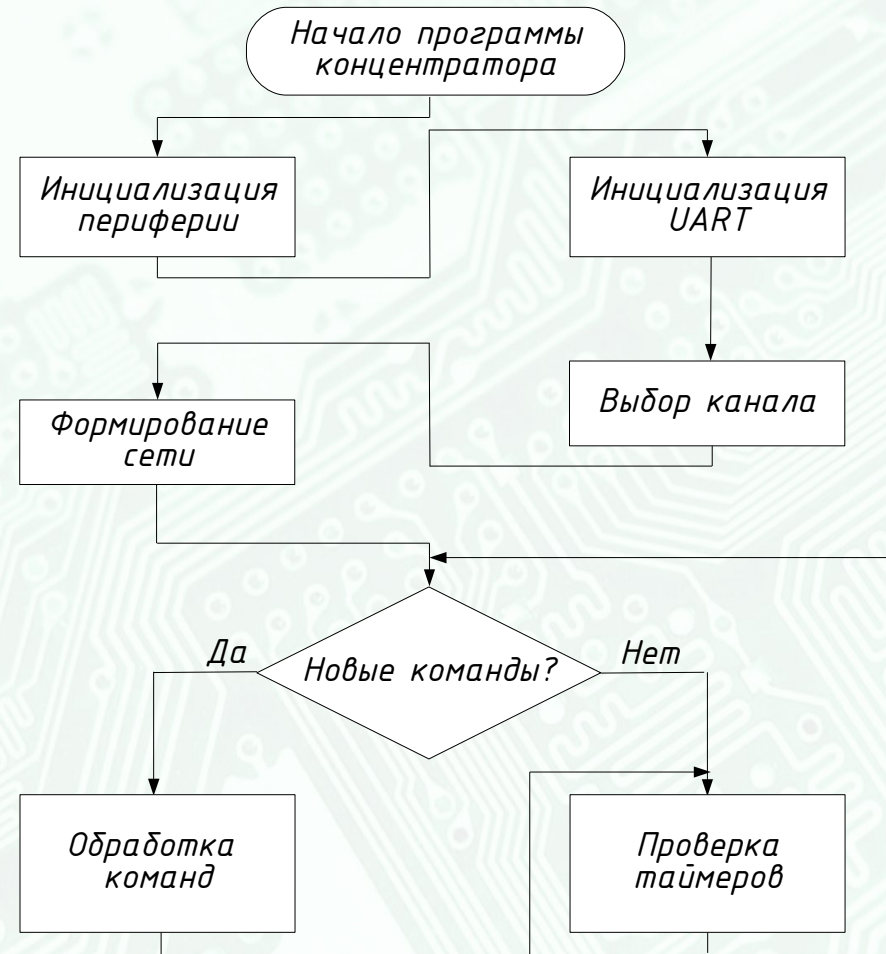 Начало программы
концентратора
Инициализация
периферии
Инициализация
UART
Выбор канала
Формирование
сети
Новые команды?
Да
Нет
Обработка
команд
Проверка
таймеров